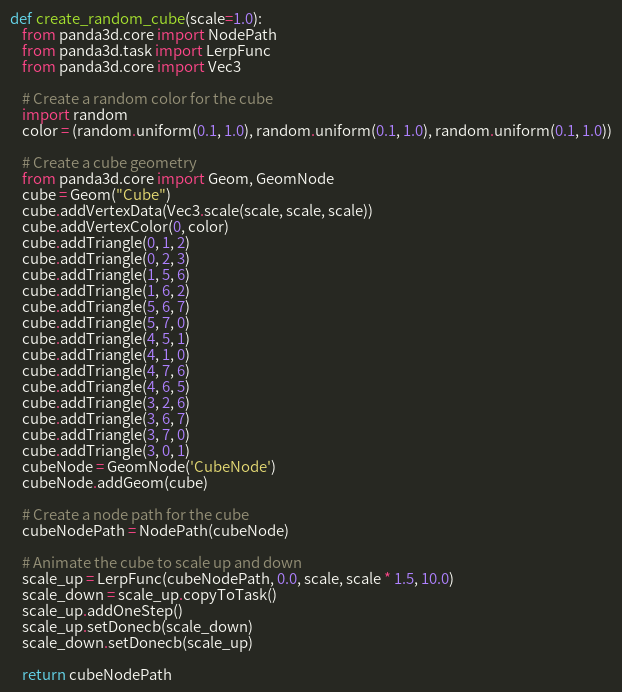 def create_random_cube(scale=1.0):
    from panda3d.core import NodePath
    from panda3d.task import LerpFunc
    from panda3d.core import Vec3

    # Create a random color for the cube
    import random
    color = (random.uniform(0.1, 1.0), random.uniform(0.1, 1.0), random.uniform(0.1, 1.0))

    # Create a cube geometry
    from panda3d.core import Geom, GeomNode
    cube = Geom("Cube")
    cube.addVertexData(Vec3.scale(scale, scale, scale))
    cube.addVertexColor(0, color)
    cube.addTriangle(0, 1, 2)
    cube.addTriangle(0, 2, 3)
    cube.addTriangle(1, 5, 6)
    cube.addTriangle(1, 6, 2)
    cube.addTriangle(5, 6, 7)
    cube.addTriangle(5, 7, 0)
    cube.addTriangle(4, 5, 1)
    cube.addTriangle(4, 1, 0)
    cube.addTriangle(4, 7, 6)
    cube.addTriangle(4, 6, 5)
    cube.addTriangle(3, 2, 6)
    cube.addTriangle(3, 6, 7)
    cube.addTriangle(3, 7, 0)
    cube.addTriangle(3, 0, 1)
    cubeNode = GeomNode('CubeNode')
    cubeNode.addGeom(cube)

    # Create a node path for the cube
    cubeNodePath = NodePath(cubeNode)

    # Animate the cube to scale up and down
    scale_up = LerpFunc(cubeNodePath, 0.0, scale, scale * 1.5, 10.0)
    scale_down = scale_up.copyToTask()
    scale_up.addOneStep()
    scale_up.setDonecb(scale_down)
    scale_down.setDonecb(scale_up)

    return cubeNodePath